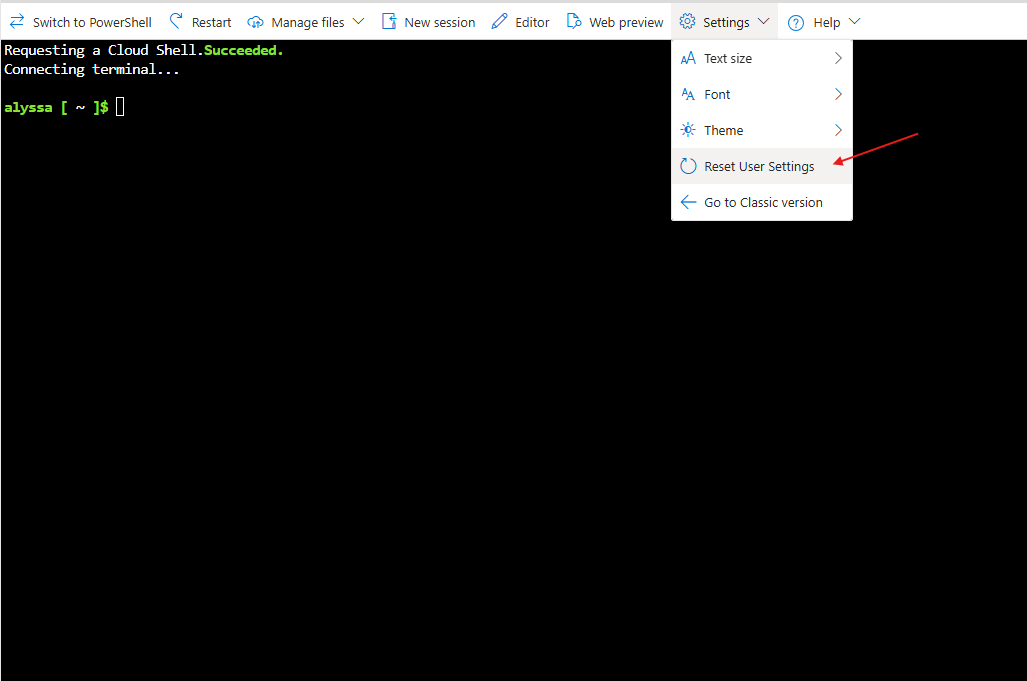 Switch to PowerShell Restart Manage files New session Editor Web preview Settings Help
Requesting a Cloud Shell.Succeeded.
Connecting terminal...
alyssa [ ~ ]$
Text size
Font
Theme
Reset User Settings
Go to Classic version